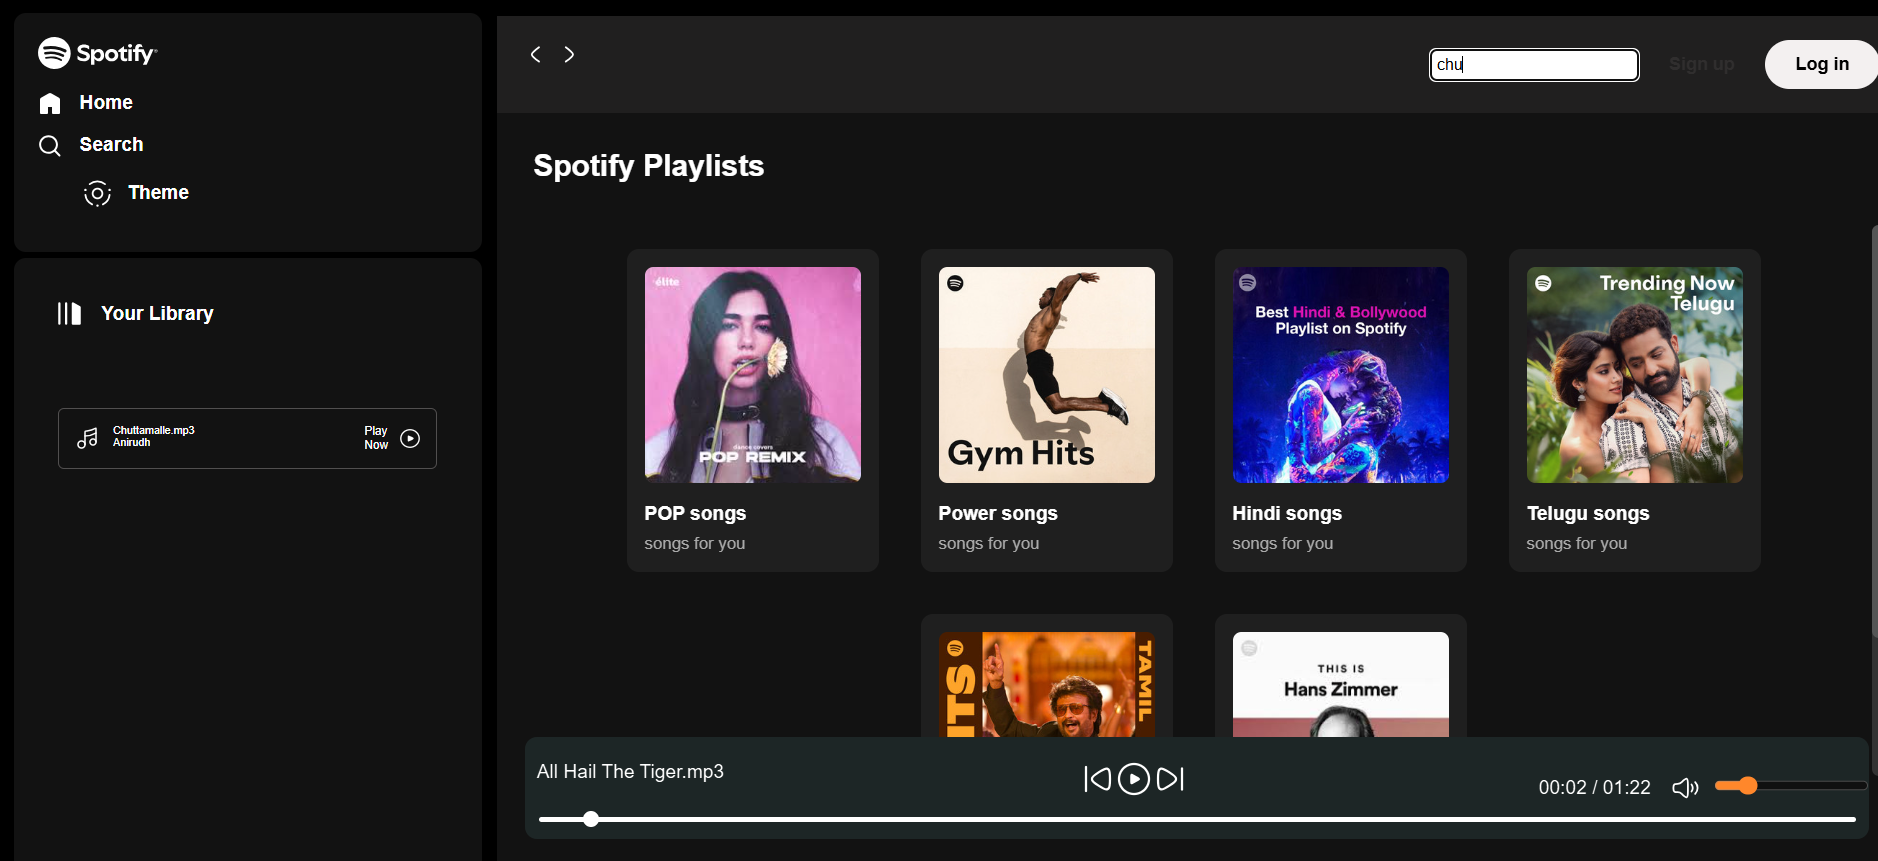 Spotify
Home
Search
Theme
Your Library
Chuttamalle.mp3
Anirudh
Play
Now
chu
Sign up
Log in
Spotify Playlists
élite
dance covers
POP REMIX
POP songs
songs for you
Gym Hits
Power songs
songs for you
Best Hindi & Bollywood
Playlist on Spotify
Hindi songs
songs for you
Trending Now
Telugu
Telugu songs
songs for you
ITS
TAMIL
THIS IS
Hans Zimmer
All Hail The Tiger.mp3
00:02 / 01:22